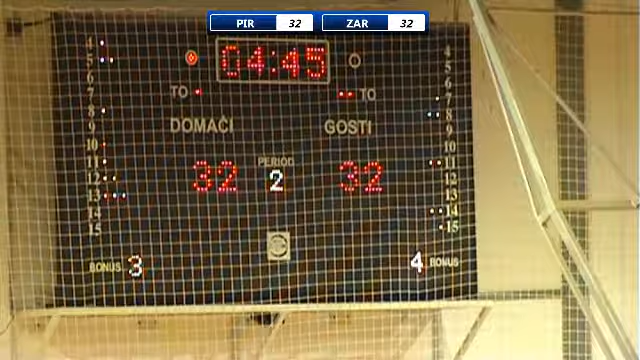 PIR 32 ZAR 32
4 04:45 4
5 5
6 6
7 TO TO 7
8 8
9 DOMAĆI GOSTI 9
10 10
11 PERIOD 11
12 32 2 32 12
13 13
14 14
15 15
BONUS 3 4 BONUS